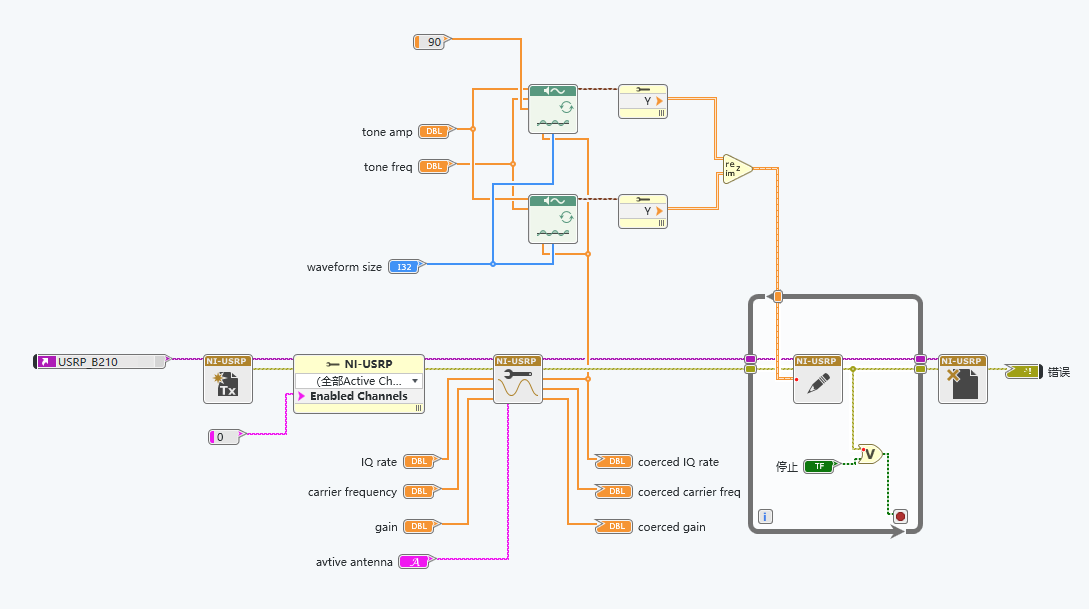 90
Y
tone amp DBL
tone freq DBL
re
im z
Y
waveform size I32
USRP_B210
NI-USRP
Tx
NI-USRP
(全部Active Ch...
Enabled Channels
NI-USRP
NI-USRP
NI-USRP
错误
0
IQ rate DBL
DBL coerced IQ rate
carrier frequency DBL
DBL coerced carrier freq
gain DBL
DBL coerced gain
avtive antenna A
停止 TF
V
i